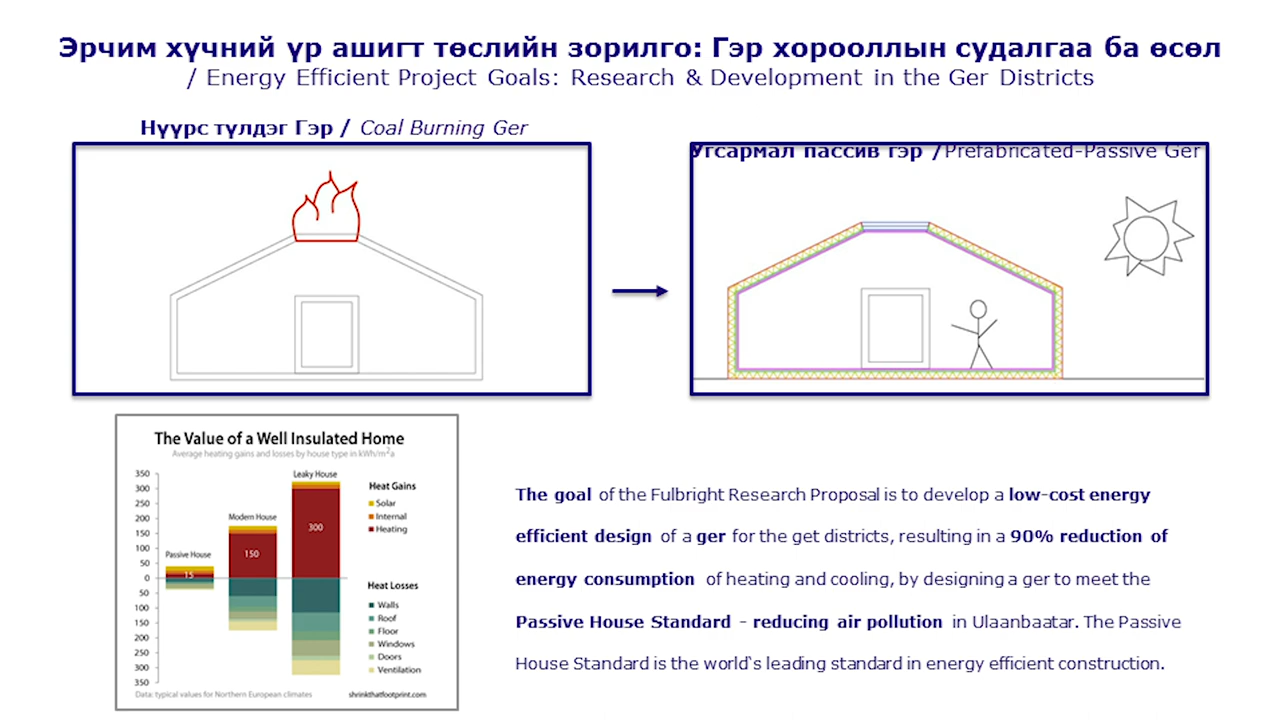 Эрчим хүчний үр ашигт төслийн зорилго: Гэр хорооллын судалгаа ба өсөл
/ Energy Efficient Project Goals: Research & Development in the Ger Districts
Нүүрс түлдэг Гэр / Coal Burning Ger
Угсармал пассив гэр /Prefabricated-Passive Ger
The Value of a Well Insulated Home
Average heating gains and losses by house type in kWh/m²a
350
300
250
200
150
100
50
0
50
100
150
200
250
300
350
Passive House
15
Modern House
150
Leaky House
300
Heat Gains
Solar
Internal
Heating
Heat Losses
Walls
Roof
Floor
Windows
Doors
Ventilation
Data: typical values for Northern European climates
shrinkthatfootprint.com
The goal of the Fulbright Research Proposal is to develop a low-cost energy
efficient design of a ger for the get districts, resulting in a 90% reduction of
energy consumption of heating and cooling, by designing a ger to meet the
Passive House Standard - reducing air pollution in Ulaanbaatar. The Passive
House Standard is the world`s leading standard in energy efficient construction.